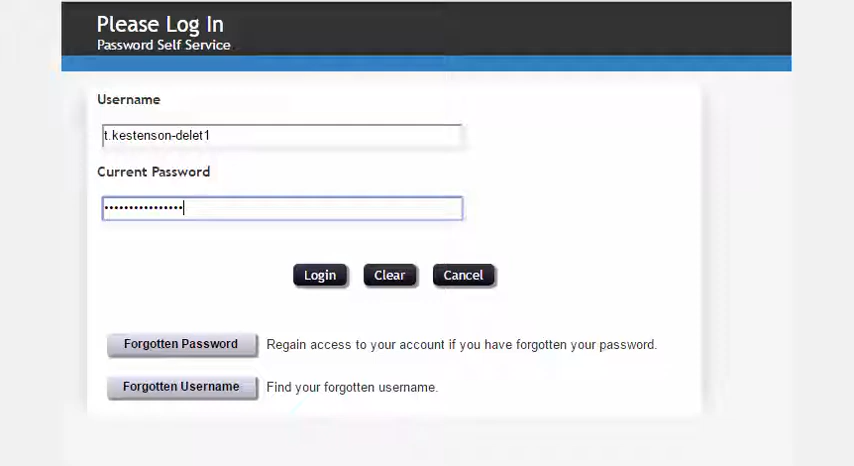 Please Log In
Password Self Service
Username
t.kestenson-delet1
Current Password
••••••••••••••••
Login Clear Cancel
Forgotten Password Regain access to your account if you have forgotten your password.
Forgotten Username Find your forgotten username.